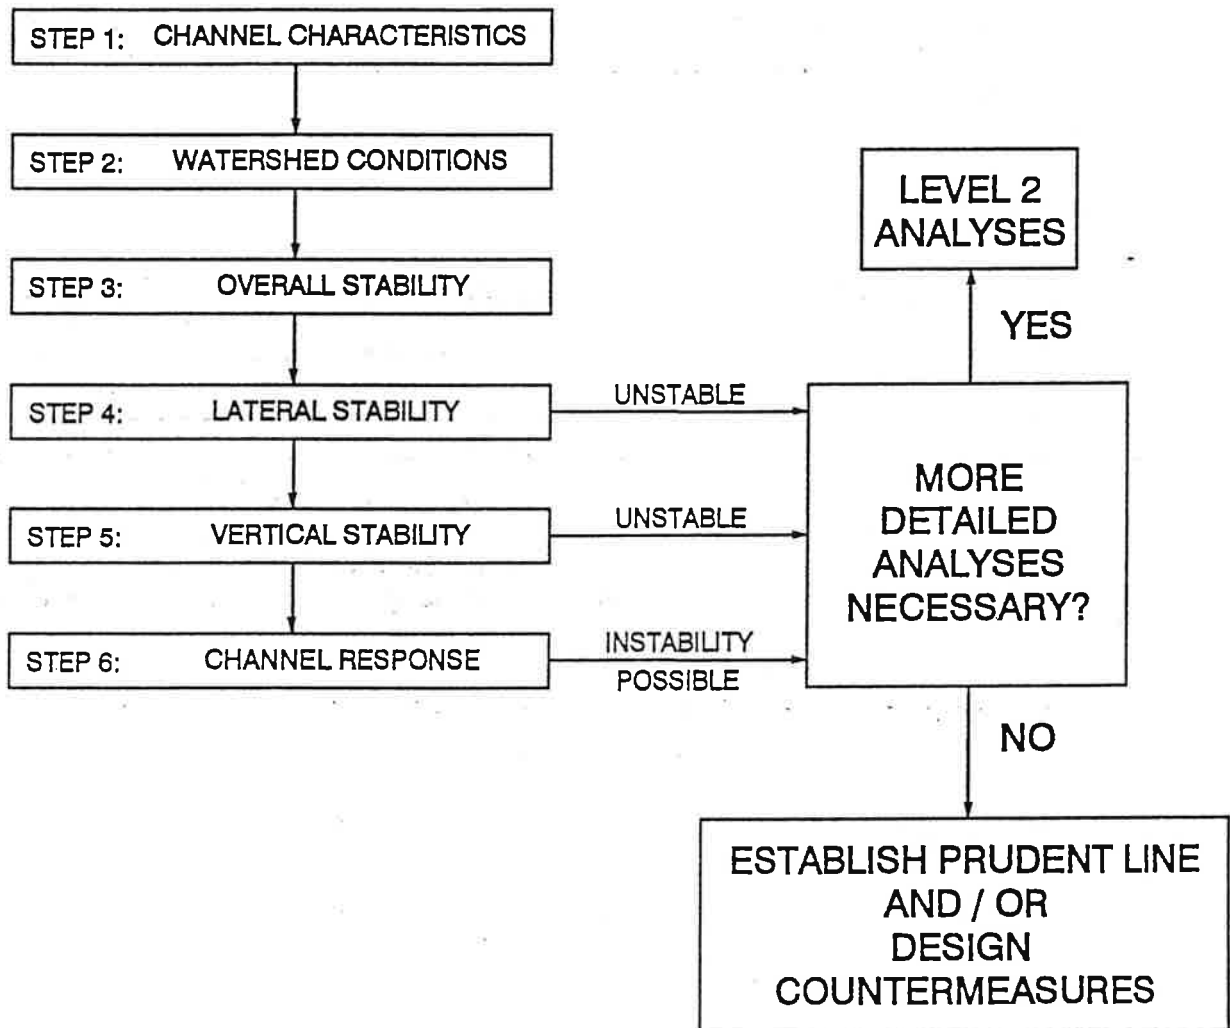 STEP 1: CHANNEL CHARACTERISTICS
STEP 2: WATERSHED CONDITIONS
STEP 3: OVERALL STABILITY
STEP 4: LATERAL STABILITY
STEP 5: VERTICAL STABILITY
STEP 6: CHANNEL RESPONSE
UNSTABLE
UNSTABLE
INSTABILITY
POSSIBLE
LEVEL 2
ANALYSES
YES
MORE
DETAILED
ANALYSES
NECESSARY?
NO
ESTABLISH PRUDENT LINE
AND / OR
DESIGN
COUNTERMEASURES